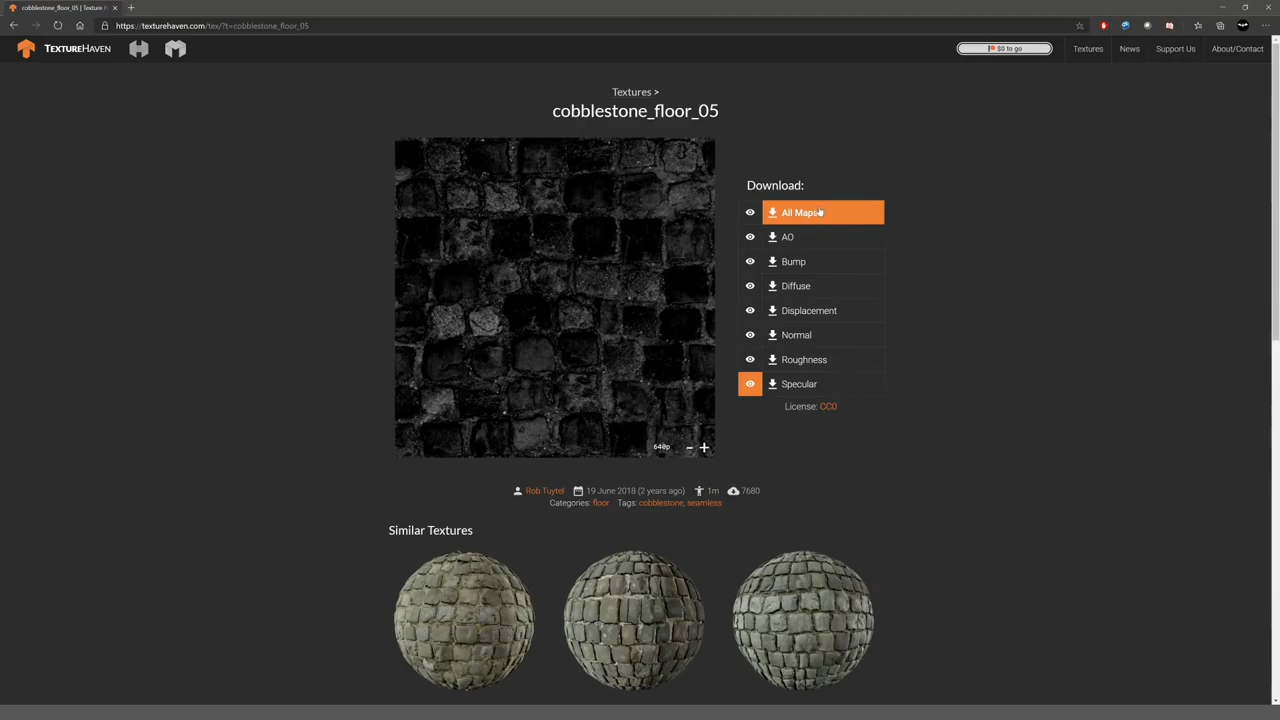 cobblestone_floor_05 | Texture H
https://texturehaven.com/tex/?t=cobblestone_floor_05
TEXTUREHAVEN
$0 to go
Textures
News
Support Us
About/Contact
Textures >
cobblestone_floor_05
Download:
All Maps
AO
Bump
Diffuse
Displacement
Normal
Roughness
Specular
License: CC0
640p - +
Rob Tuytel 19 June 2018 (2 years ago) 1m 7680
Categories: floor Tags: cobblestone, seamless
Similar Textures